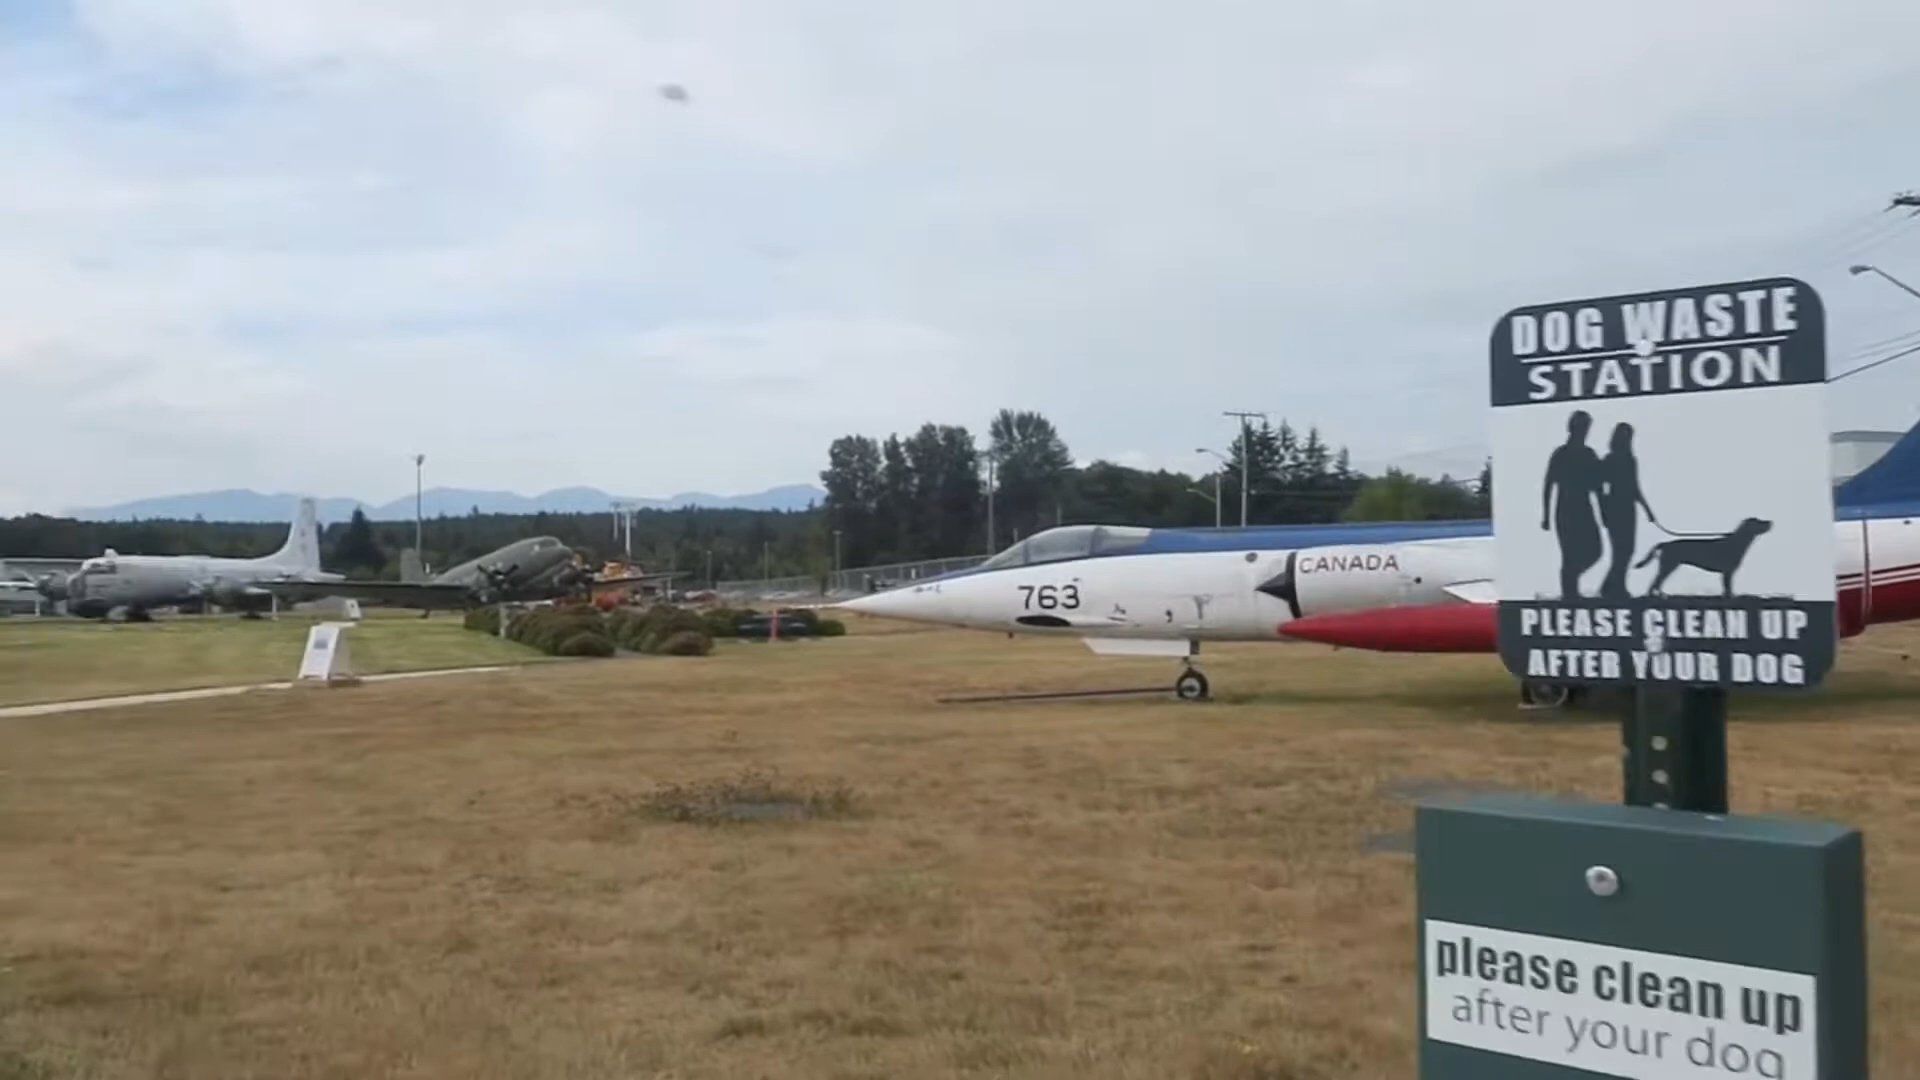 763
CANADA
DOG WASTE
STATION
PLEASE CLEAN UP
AFTER YOUR DOG
please clean up
after your dog